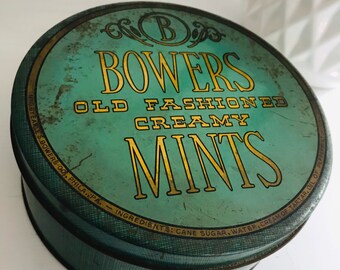 B
BOWERS
OLD FASHIONED
CREAMY
MINTS
INGREDIENTS: CANE SUGAR, WATER,